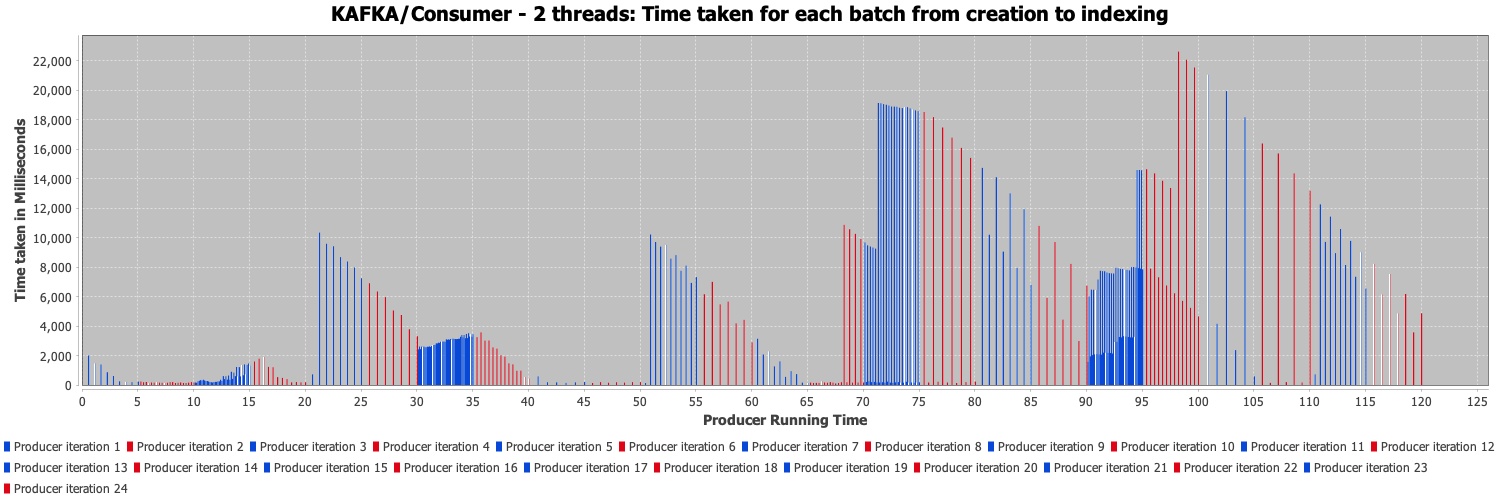 KAFKA/Consumer - 2 threads: Time taken for each batch from creation to indexing
Time taken in Milliseconds
22,000
20,000
18,000
16,000
14,000
12,000
10,000
8,000
6,000
4,000
2,000
0
0 5 10 15 20 25 30 35 40 45 50 55 60 65 70 75 80 85 90 95 100 105 110 115 120 125
Producer Running Time
Producer iteration 1 Producer iteration 2 Producer iteration 3 Producer iteration 4 Producer iteration 5 Producer iteration 6 Producer iteration 7 Producer iteration 8 Producer iteration 9 Producer iteration 10 Producer iteration 11 Producer iteration 12
Producer iteration 13 Producer iteration 14 Producer iteration 15 Producer iteration 16 Producer iteration 17 Producer iteration 18 Producer iteration 19 Producer iteration 20 Producer iteration 21 Producer iteration 22 Producer iteration 23
Producer iteration 24